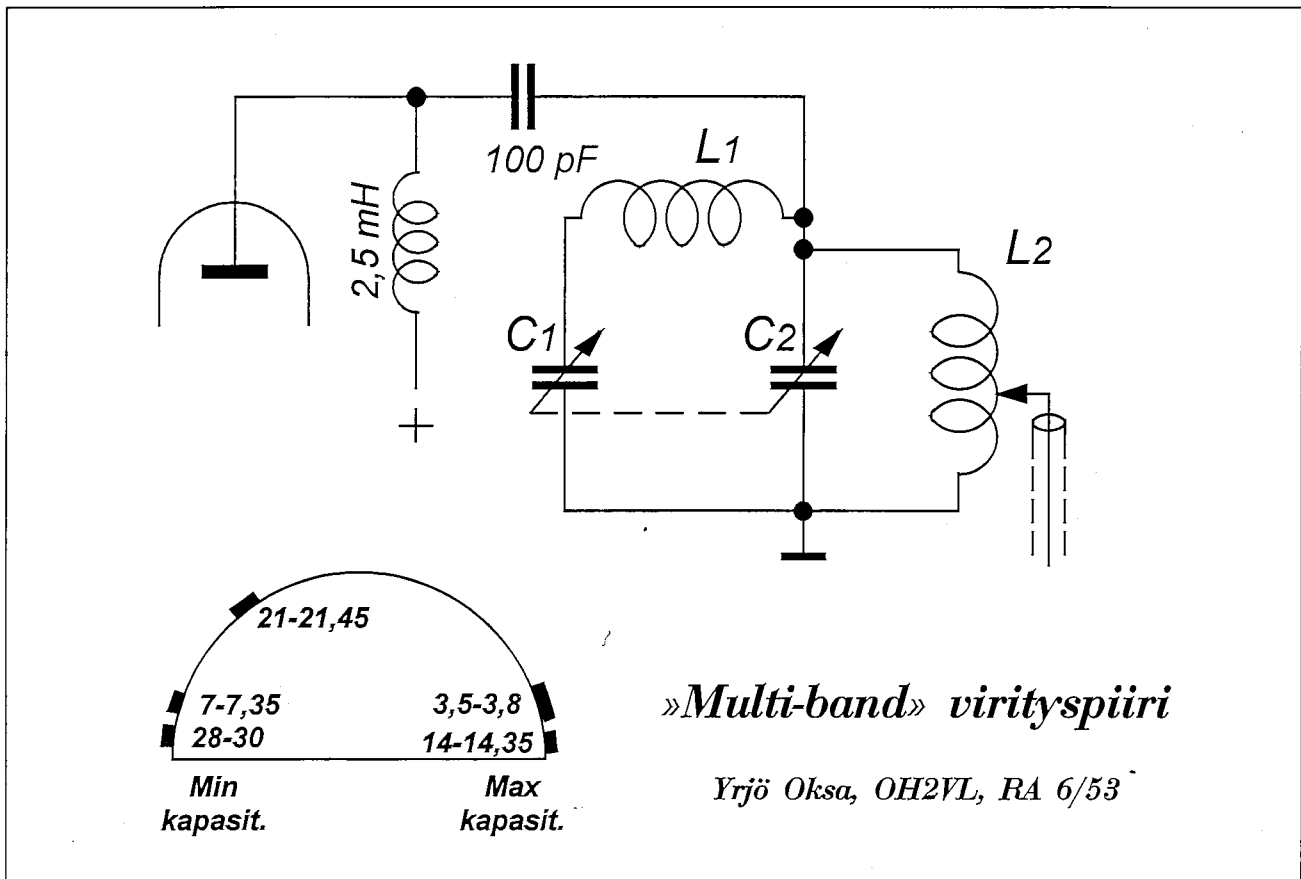 100 pF
L1
2,5 mH
L2
C1
C2
+
21-21,45
7-7,35
3,5-3,8
28-30
14-14,35
Min
kapasit.
Max
kapasit.
»Multi-band» virityspiiri
Yrjö Oksa, OH2VL, RA 6/53